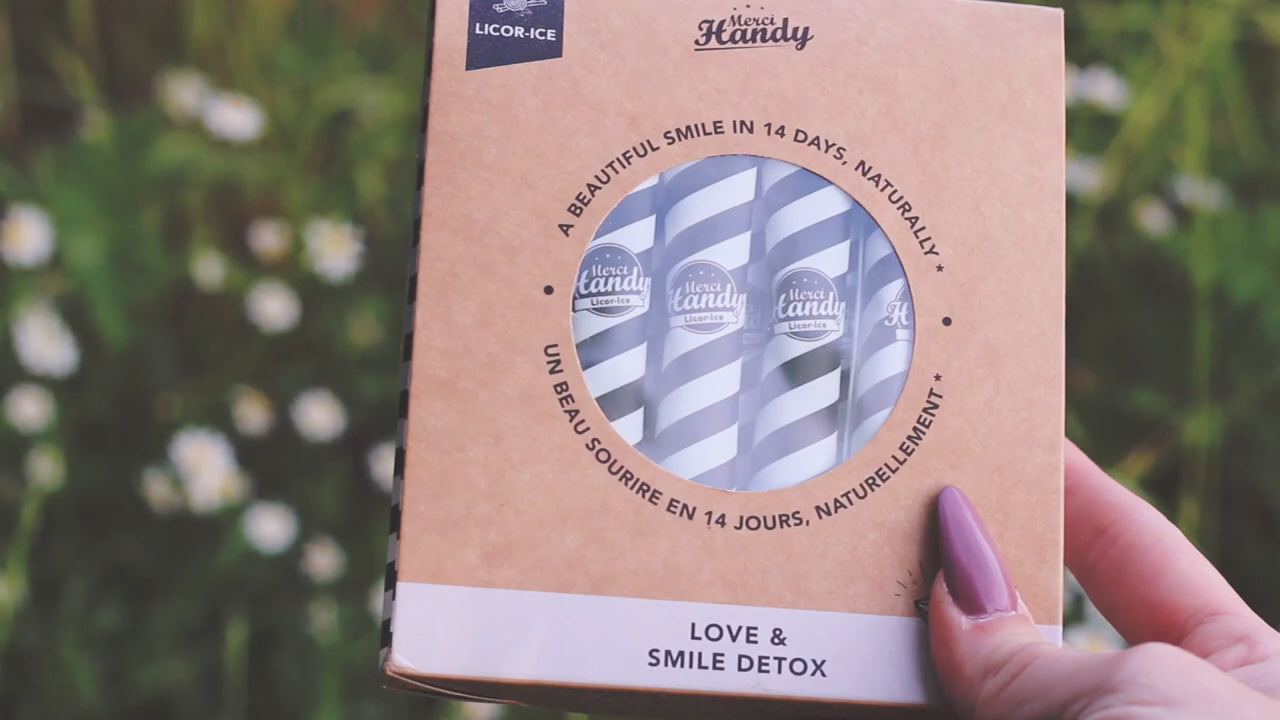 LICOR-ICE
Merci
Handy
A BEAUTIFUL SMILE IN 14 DAYS, NATURALLY *
Merci
Handy
Licor-Ice
Merci
Handy
Licor-Ice
Merci
Handy
Licor-Ice
H
UN BEAU SOURIRE EN 14 JOURS, NATURELLEMENT *
LOVE &
SMILE DETOX